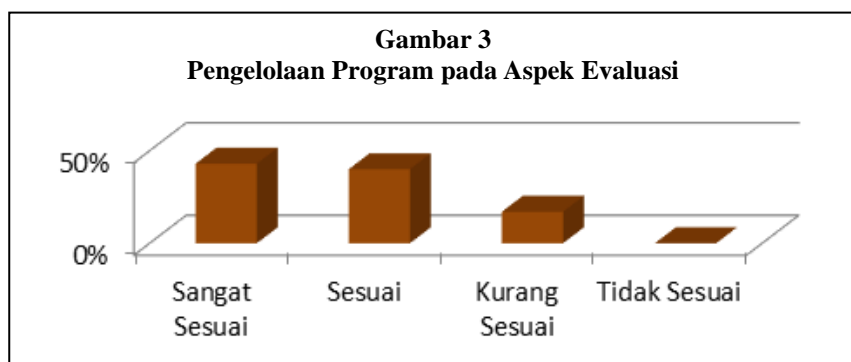 Gambar 3
Pengelolaan Program pada Aspek Evaluasi
50%
0%
Sangat
Sesuai
Sesuai
Kurang
Sesuai
Tidak Sesuai